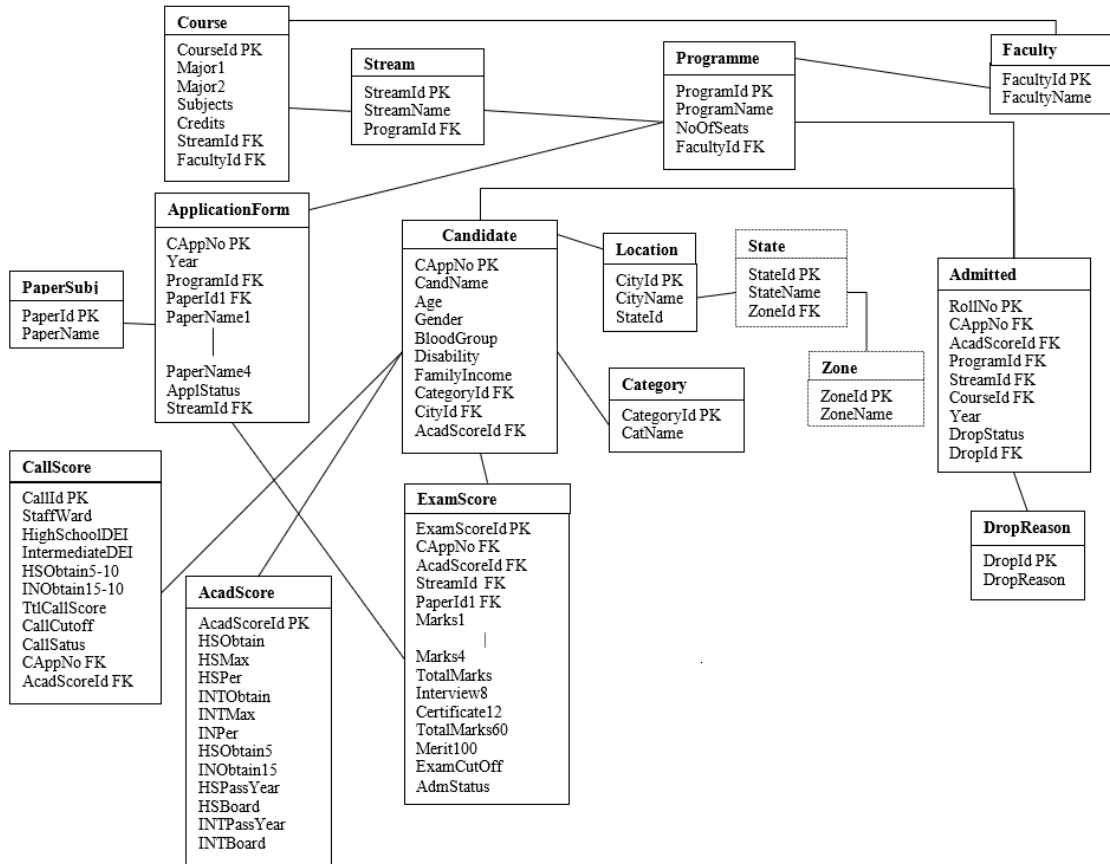 Course
CourseId PK
Major1
Major2
Subjects
Credits
StreamId FK
FacultyId FK
Stream
StreamId PK
StreamName
ProgramId FK
Programme
ProgramId PK
ProgramName
NoOfSeats
FacultyId FK
Faculty
FacultyId PK
FacultyName
ApplicationForm
CAppNo PK
Year
ProgramId FK
PaperId1 FK
PaperName1
PaperName4
ApplStatus
StreamId FK
PaperSubj
PaperId PK
PaperName
Candidate
CAppNo PK
CandName
Age
Gender
BloodGroup
Disability
FamilyIncome
CategoryId FK
CityId FK
AcadScoreId FK
Location
CityId PK
CityName
StateId
State
StateId PK
StateName
ZoneId FK
Zone
ZoneId PK
ZoneName
Category
CategoryId PK
CatName
Admitted
RollNo PK
CAppNo FK
AcadScoreId FK
ProgramId FK
StreamId FK
CourseId FK
Year
DropStatus
DropId FK
CallScore
CallId PK
StaffWard
HighSchoolDEI
IntermediateDEI
HSObtain5-10
INObtain15-10
TtlCallScore
CallCutoff
CallSatus
CAppNo FK
AcadScoreId FK
AcadScore
AcadScoreId PK
HSObtain
HSMax
HSPer
INTObtain
INTMax
INPer
HSObtain5
INObtain15
HSPassYear
HSBoard
INTPassYear
INTBoard
ExamScore
ExamScoreId PK
CAppNo FK
AcadScoreId FK
StreamId FK
PaperId1 FK
Marks1
Marks4
TotalMarks
Interview8
Certificate12
TotalMarks60
Merit100
ExamCutOff
AdmStatus
DropReason
DropId PK
DropReason